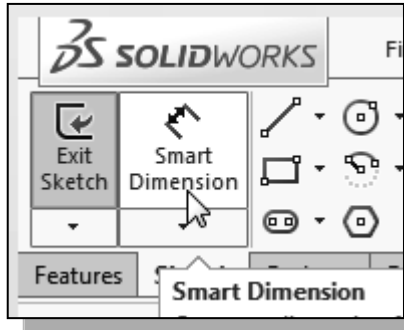 SOLIDWORKS
Fi
Exit
Sketch
Smart
Dimension
Features
Smart Dimension